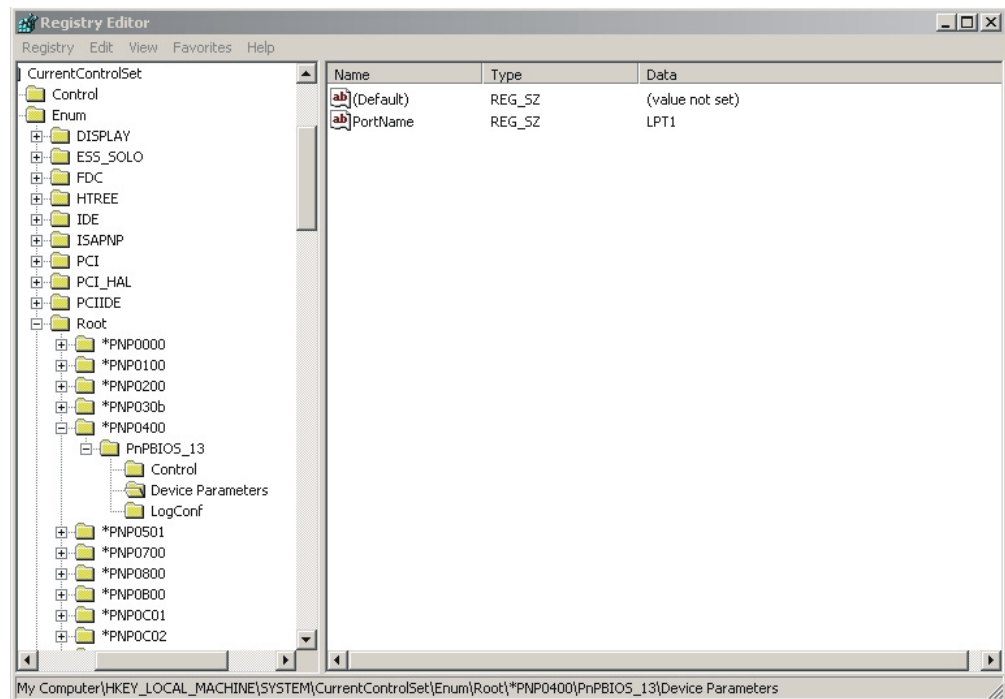 Registry Editor
Registry Edit View Favorites Help
CurrentControlSet
Control
Enum
DISPLAY
ESS_SOLO
FDC
HTREE
IDE
ISAPNP
PCI
PCI_HAL
PCIIDE
Root
*PNP0000
*PNP0100
*PNP0200
*PNP030b
*PNP0400
PnPBIOS_13
Control
Device Parameters
LogConf
*PNP0501
*PNP0700
*PNP0800
*PNP0B00
*PNP0C01
*PNP0C02
Name Type Data
ab (Default) REG_SZ (value not set)
ab PortName REG_SZ LPT1
My Computer\HKEY_LOCAL_MACHINE\SYSTEM\CurrentControlSet\Enum\Root\*PNP0400\PnPBIOS_13\Device Parameters